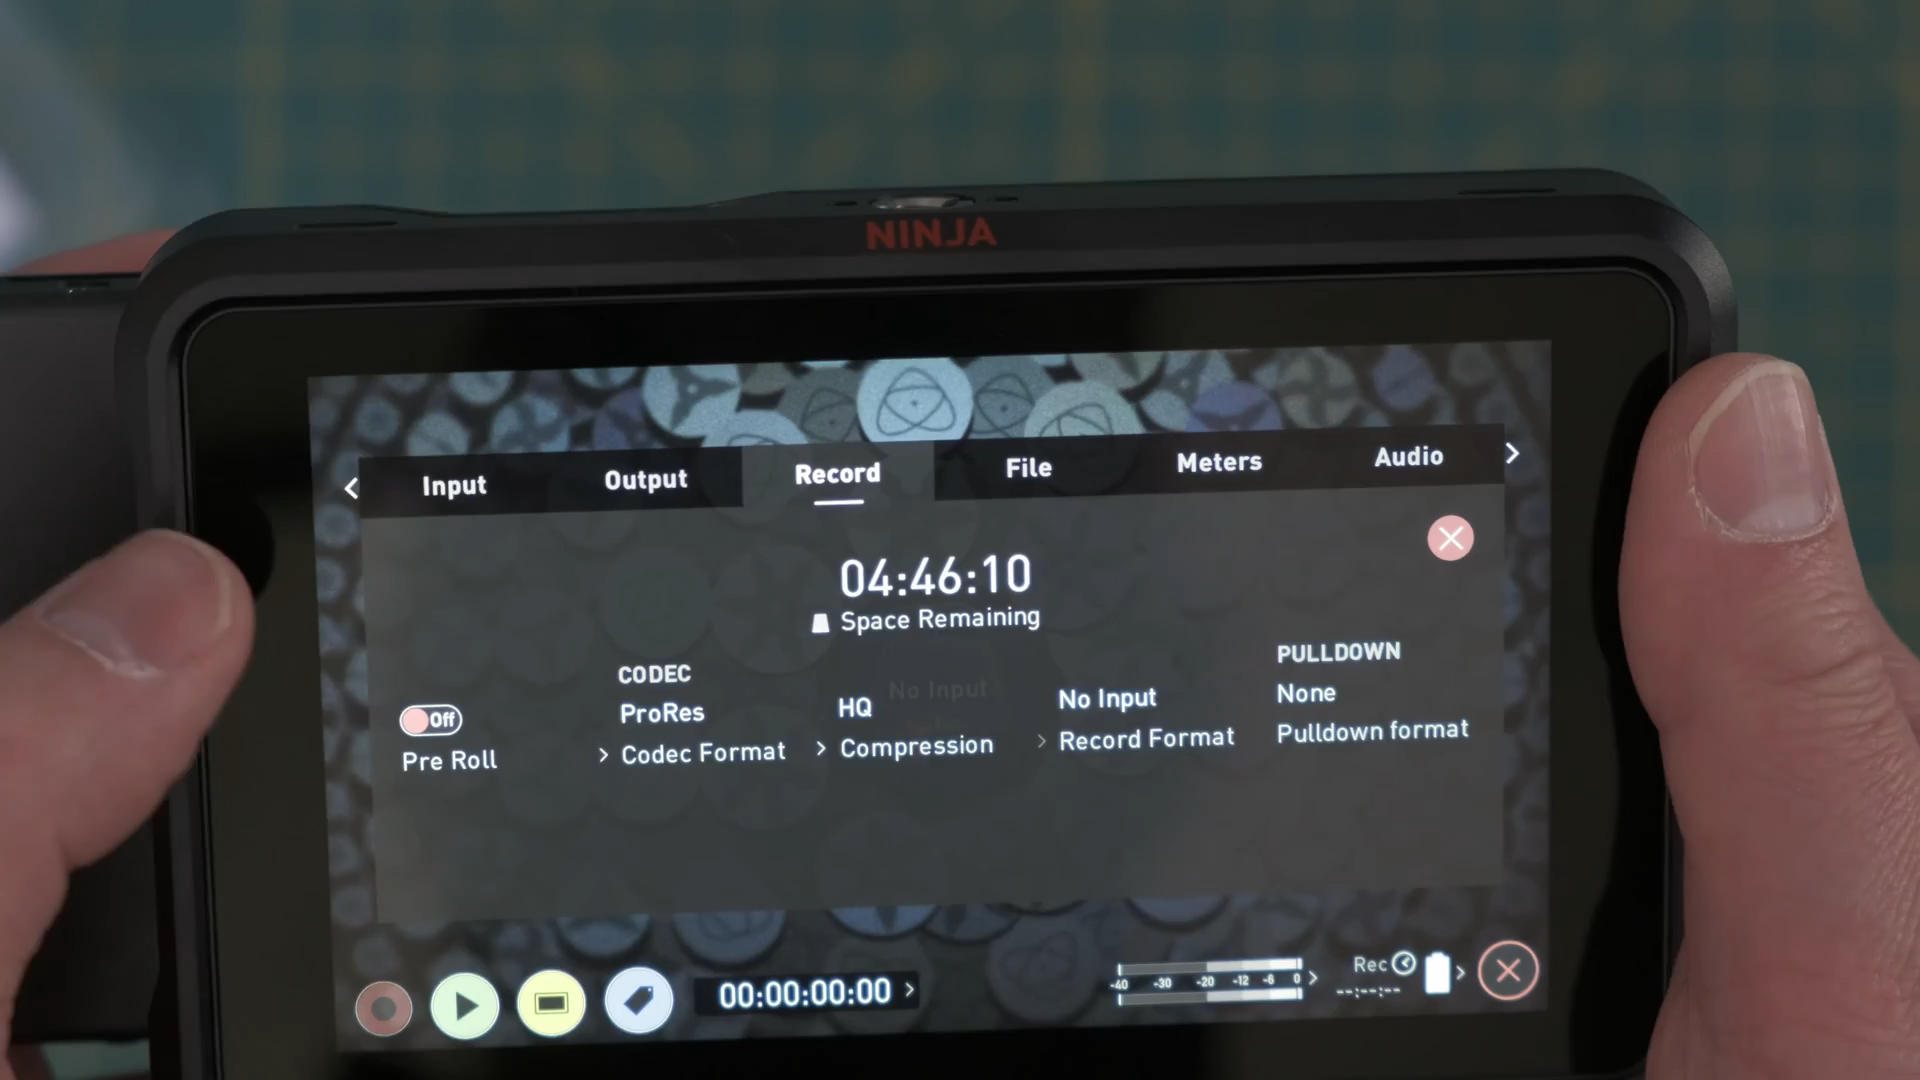 NINJA
Input
Output
Record
File
Meters
Audio
04:46:10
Space Remaining
Off
Pre Roll
CODEC
ProRes
Codec Format
HQ
Compression
No Input
No Input
Record Format
PULLDOWN
None
Pulldown format
00:00:00:00
-40 -30 -20 -12 -6 0
Rec
--:--:--